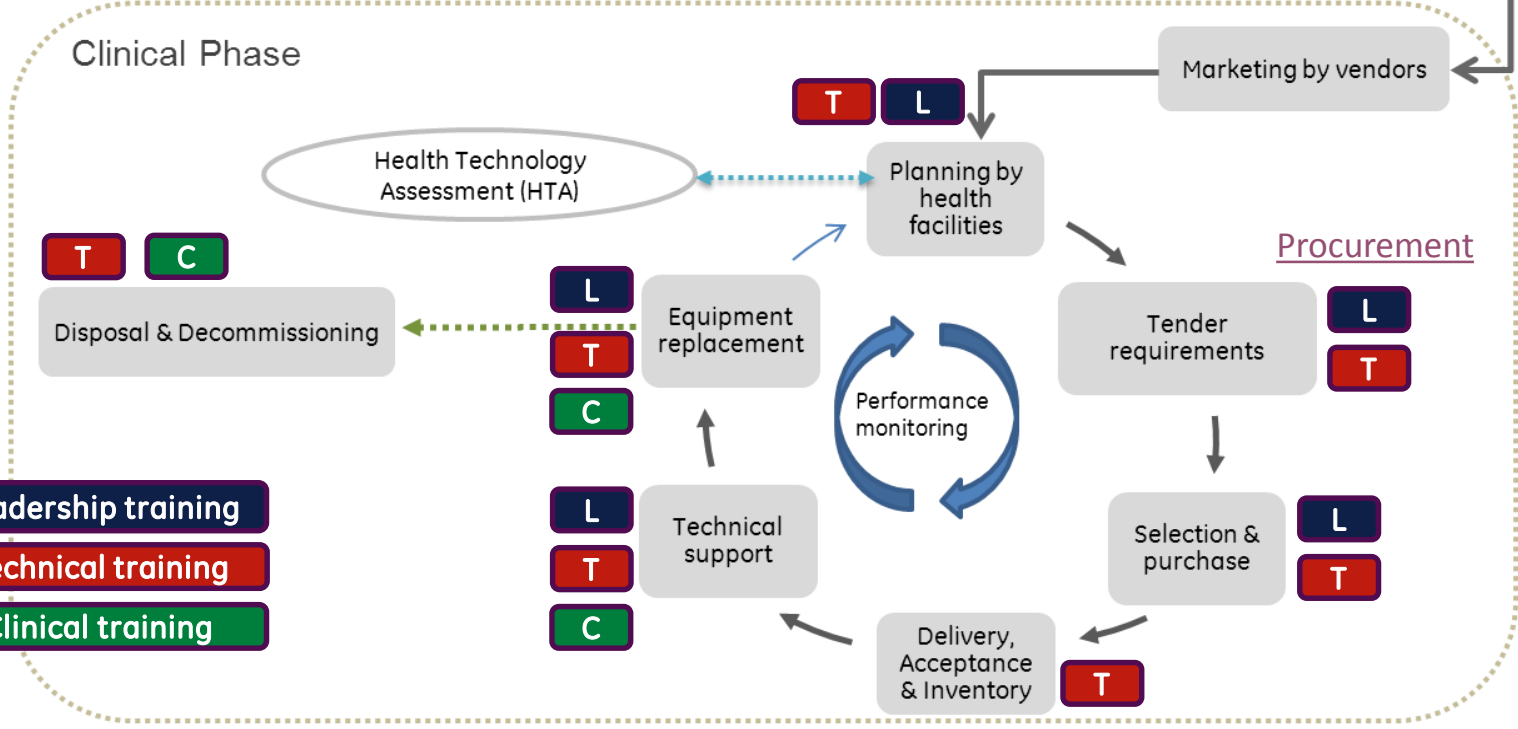 Clinical Phase
Marketing by vendors
T L
Health Technology
Assessment (HTA)
Planning by
health
facilities
Procurement
T C
Disposal & Decommissioning
L
T
C
Equipment
replacement
Tender
requirements
L
T
Performance
monitoring
L
T
C
Technical
support
Selection &
purchase
L
T
Delivery,
Acceptance
& Inventory
T
adership training
echnical training
Clinical training